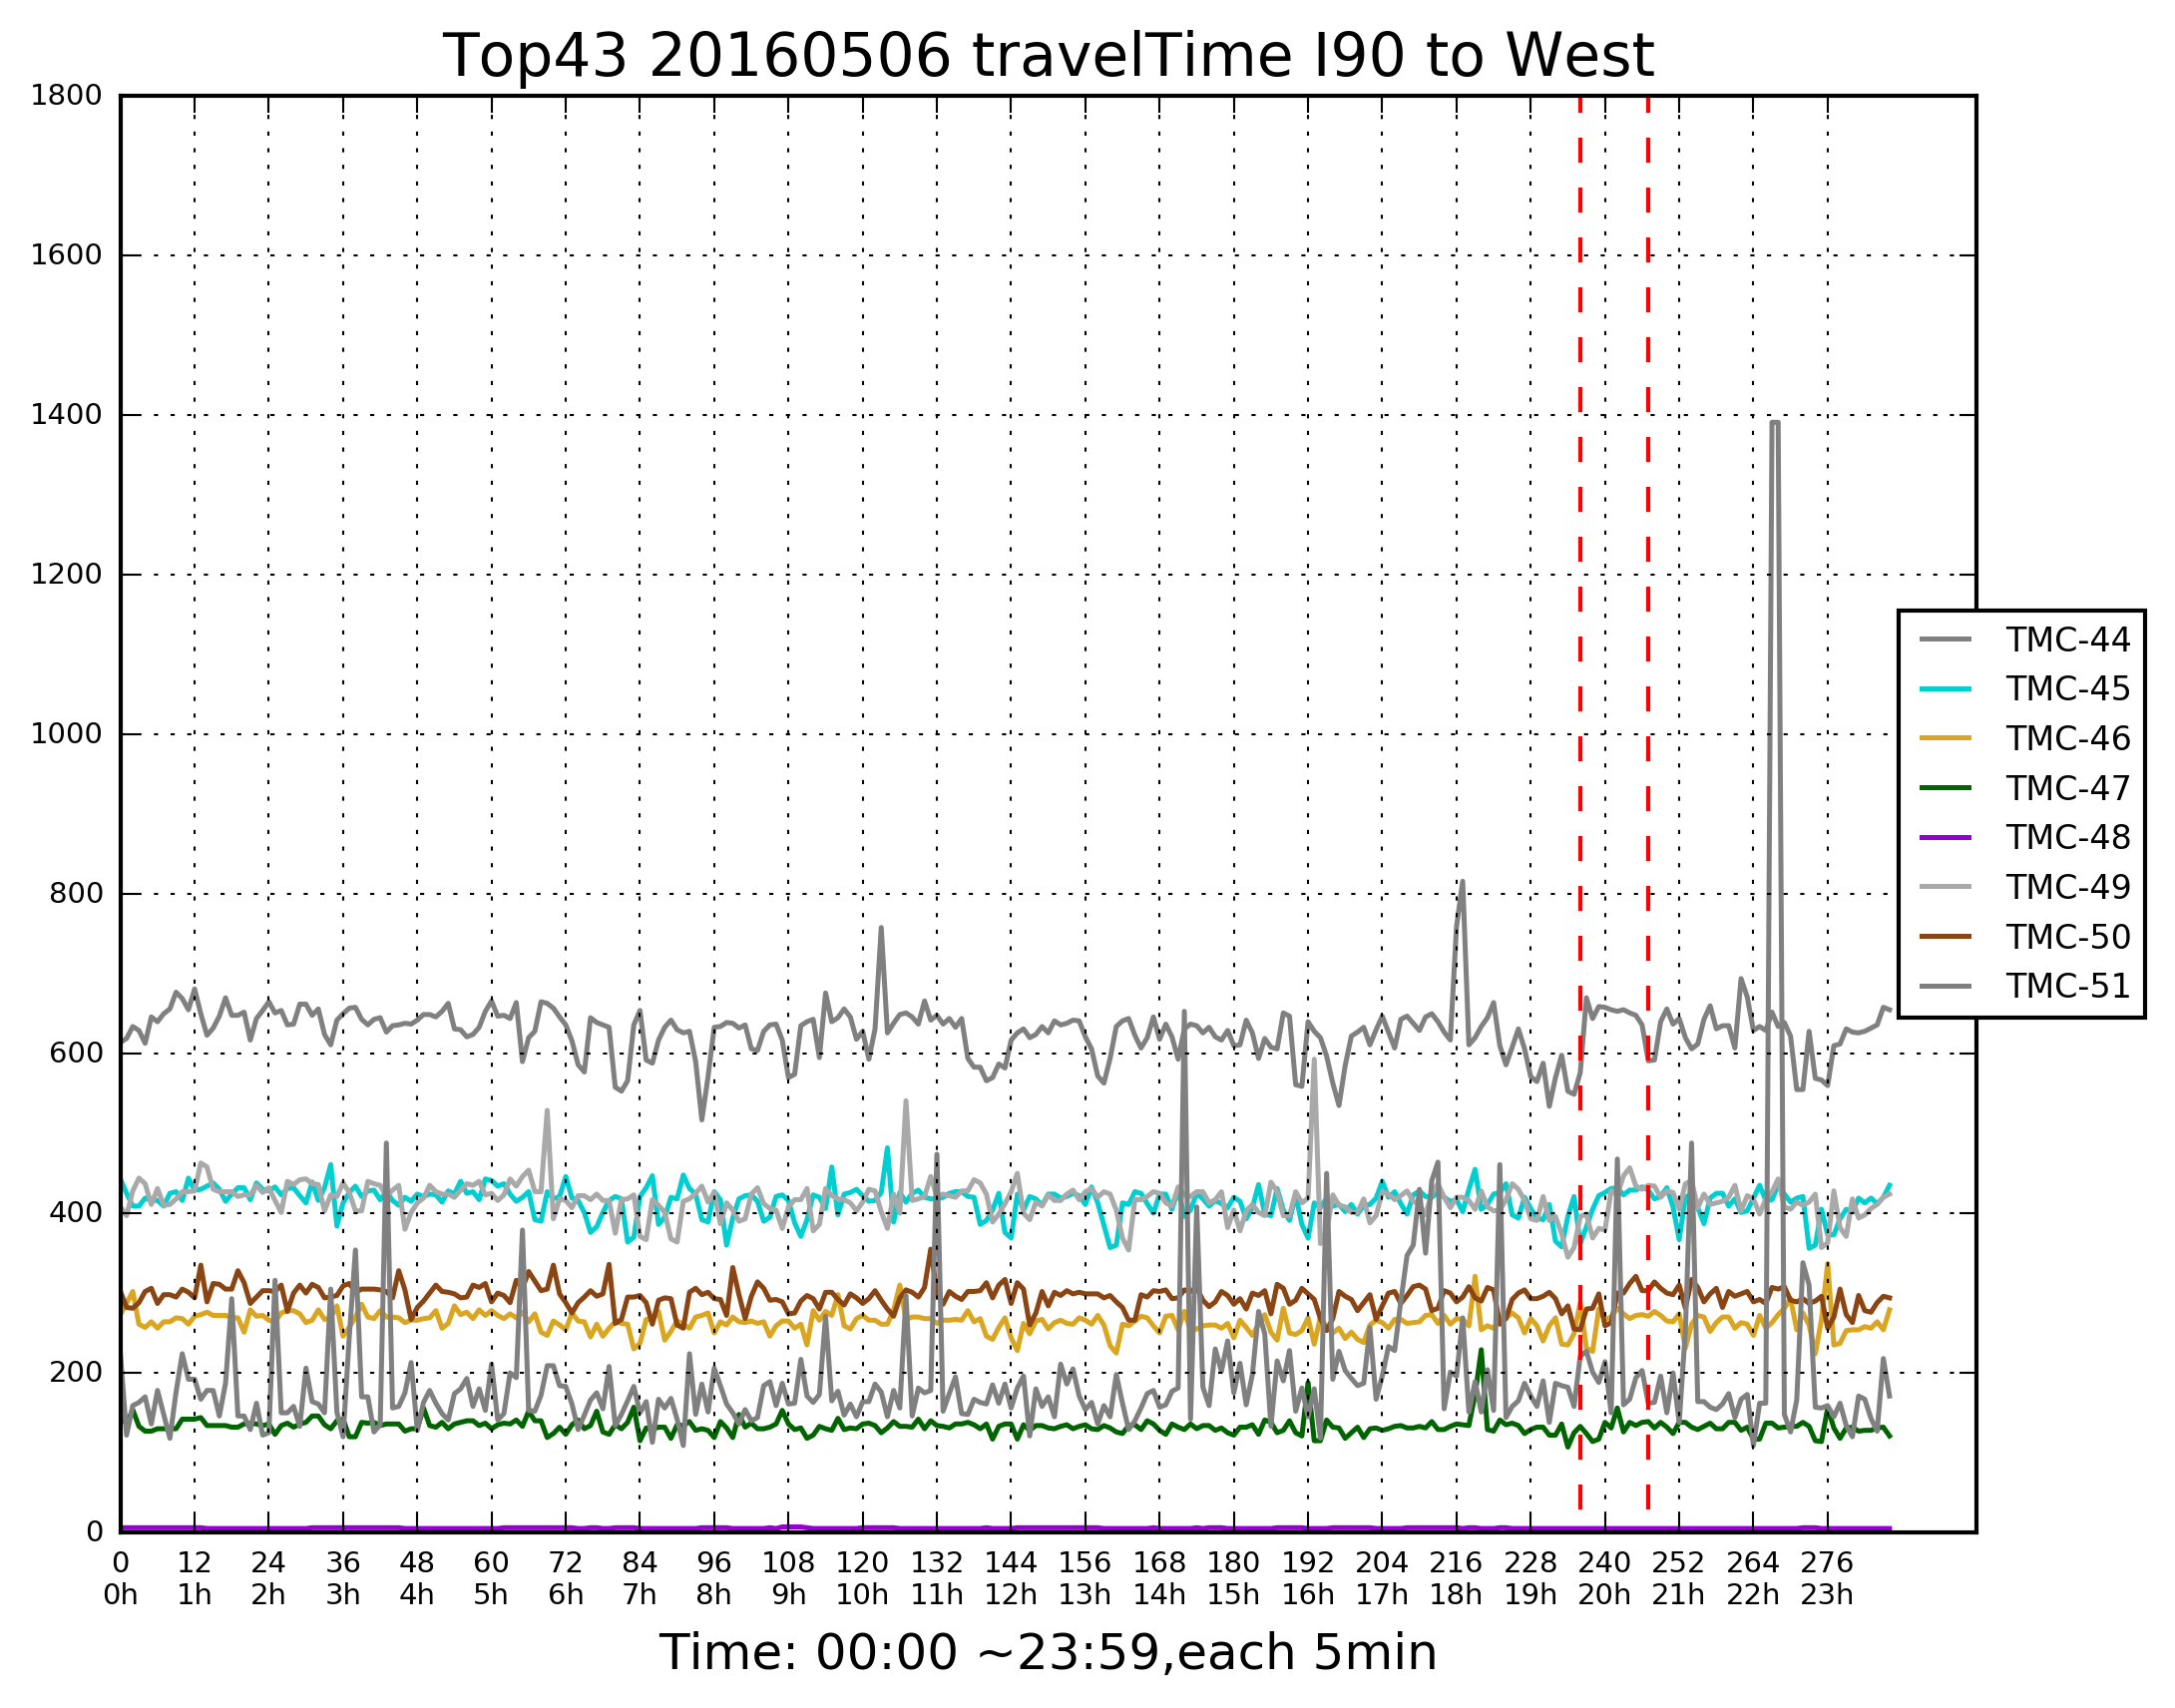 Top43 20160506 travelTime I90 to West
1800
1600
1400
1200
1000
800
600
400
200
0
TMC-44
TMC-45
TMC-46
TMC-47
TMC-48
TMC-49
TMC-50
TMC-51
0 12 24 36 48 60 72 84 96 108 120 132 144 156 168 180 192 204 216 228 240 252 264 276
0h 1h 2h 3h 4h 5h 6h 7h 8h 9h 10h 11h 12h 13h 14h 15h 16h 17h 18h 19h 20h 21h 22h 23h
Time: 00:00 ~23:59,each 5min